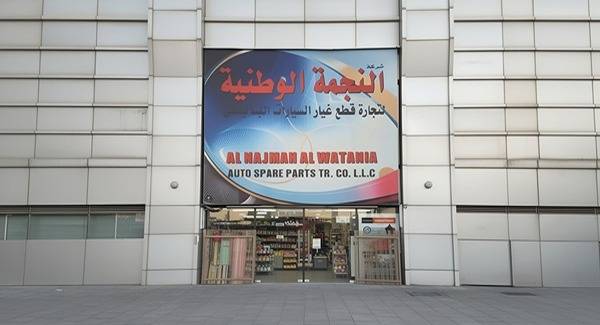 شركة
النجمة الوطنية
لتجارة قطع غيار السيارات
AL NAJMAH AL WATANIA
AUTO SPARE PARTS TR. CO. L.L.C